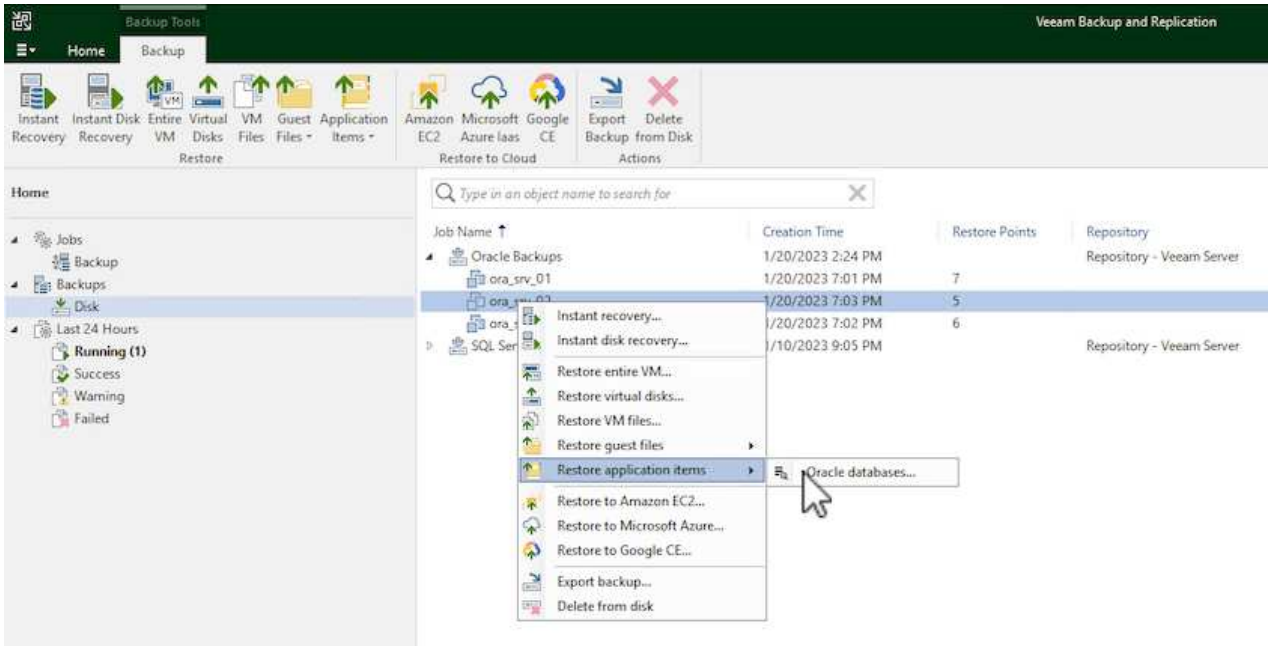 Backup Tools
Veeam Backup and Replication
Home Backup
Instant Recovery
Instant Disk Recovery
Entire VM
Virtual Disks
VM Files
Guest Files
Application Items
Amazon EC2
Microsoft Azure Iaas
Google CE
Export Backup
Delete from Disk
Restore
Restore to Cloud
Actions
Home
Type in an object name to search for
Jobs
Backup
Backups
Disk
Last 24 Hours
Running (1)
Success
Warning
Failed
Job Name Creation Time Restore Points Repository
Oracle Backups 1/20/2023 2:24 PM Repository - Veeam Server
ora_srv_01 1/20/2023 7:01 PM 7
1/20/2023 7:03 PM 5
1/20/2023 7:02 PM 6
SQL Ser 1/10/2023 9:05 PM Repository - Veeam Server
Instant recovery...
Instant disk recovery...
Restore entire VM...
Restore virtual disks...
Restore VM files...
Restore guest files
Restore application items
Oracle databases...
Restore to Amazon EC2...
Restore to Microsoft Azure...
Restore to Google CE...
Export backup...
Delete from disk